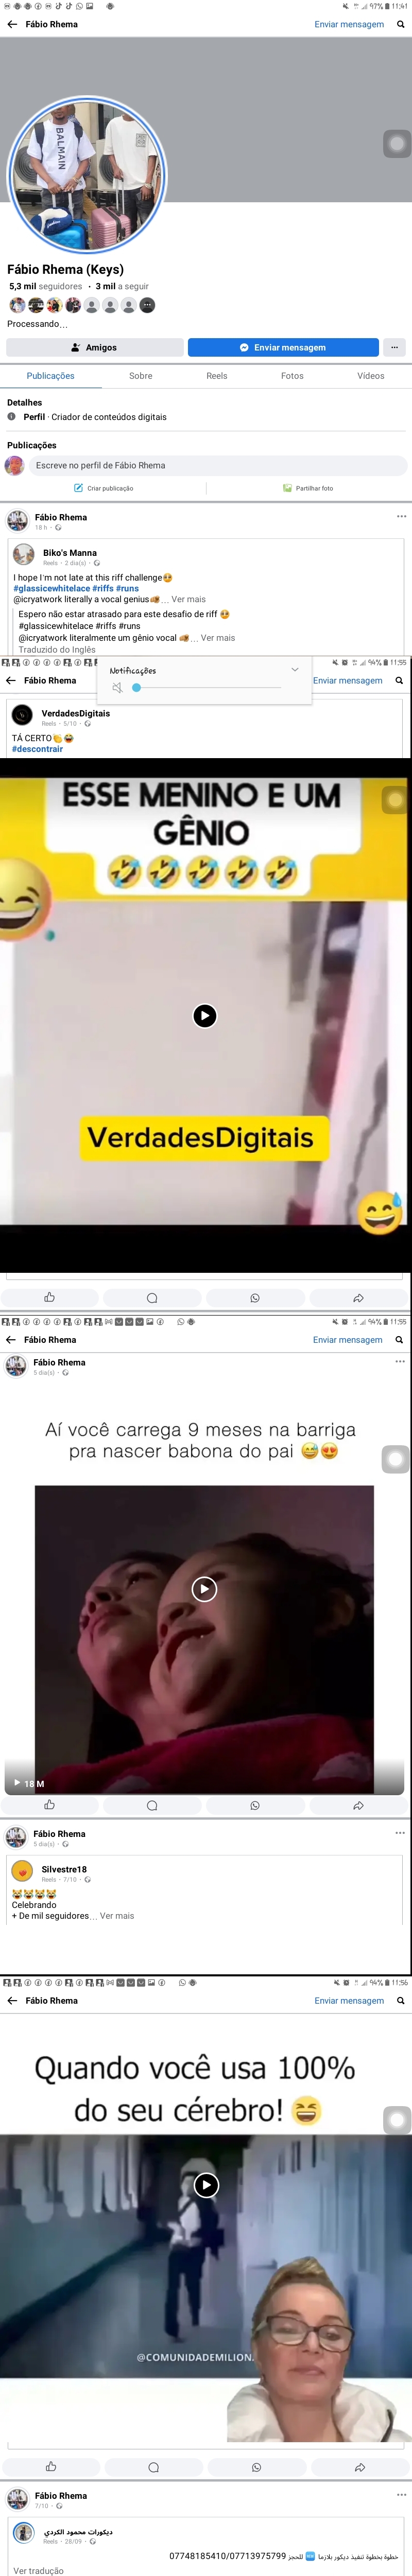 97% 11:41
Fábio Rhema
Enviar mensagem
BALMAIN
Fábio Rhema (Keys)
5,3 mil seguidores · 3 mil a seguir
Processando...
Amigos
Enviar mensagem
Publicações
Sobre
Reels
Fotos
Vídeos
Detalhes
Perfil · Criador de conteúdos digitais
Publicações
Escreve no perfil de Fábio Rhema
Criar publicação
Partilhar foto
Fábio Rhema
18 h ·
Biko's Manna
Reels · 2 dia(s) ·
I hope I'm not late at this riff challenge🥹
#glassicewhitelace #riffs #runs
@icryatwork literally a vocal genius... Ver mais
Espero não estar atrasado para este desafio de riff 🥹
#glassicewhitelace #riffs #runs
@icryatwork literalmente um génio vocal ... Ver mais
Traduzido do Inglês
94% 11:55
Notificações
Fábio Rhema
Enviar mensagem
VerdadesDigitais
Reels · 5/10 ·
TÁ CERTO👏😂
#descontrair
ESSE MENINO E UM
GÊNIO
🤣🤣🤣🤣🤣
VerdadesDigitais
94% 11:55
Fábio Rhema
Enviar mensagem
Fábio Rhema
5 dia(s) ·
Aí você carrega 9 meses na barriga
pra nascer babona do pai 😅😍
18 M
Fábio Rhema
5 dia(s) ·
Silvestre18
Reels · 7/10 ·
😹😹😹😹
Celebrando
+ De mil seguidores... Ver mais
94% 11:56
Fábio Rhema
Enviar mensagem
Quando você usa 100%
do seu cérebro! 😆
@COMUNIDADEMILION.
Fábio Rhema
7/10 ·
ديكورات محمود الكردي
Reels · 28/09 ·
خطوة بخطوة تنفيذ ديكور بلازما 🆕 للحجز 07748185410/07713975799
Ver tradução